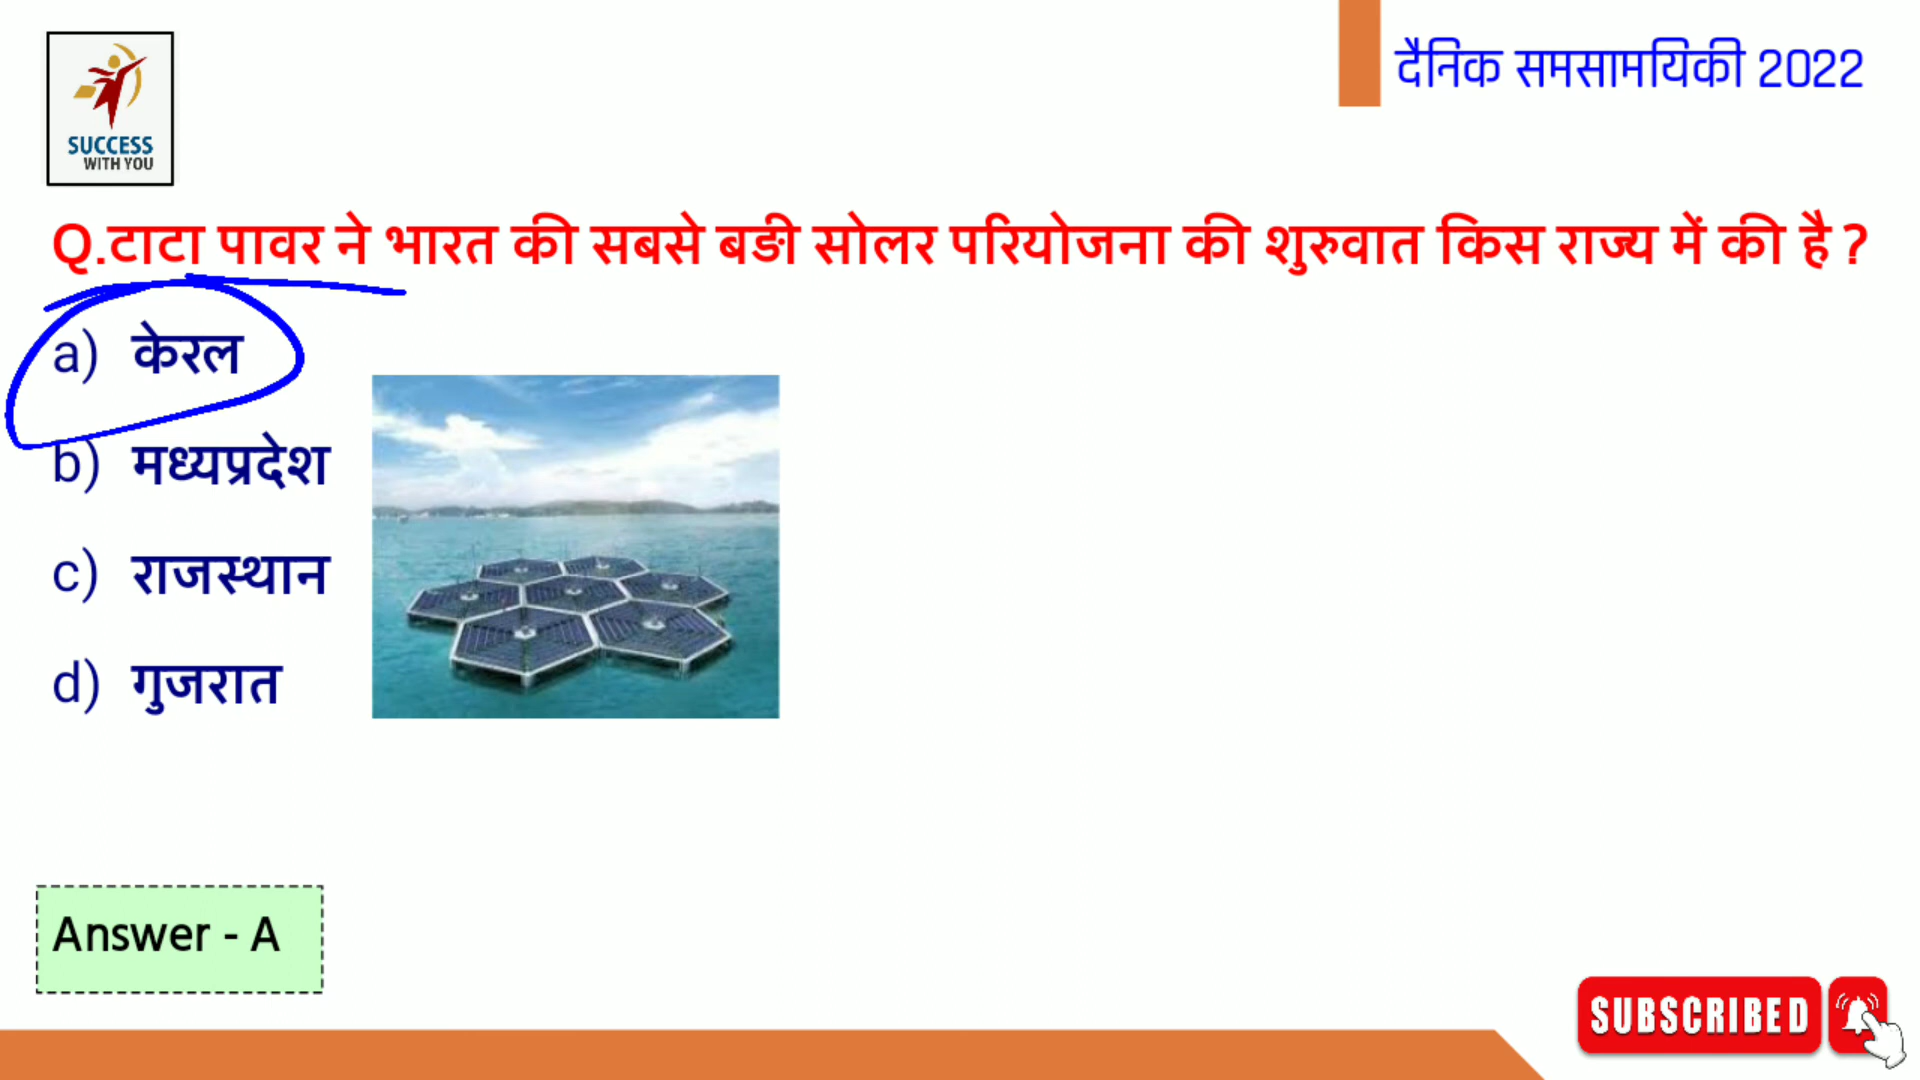 SUCCESS
WITH YOU
दैनिक समसामयिकी 2022
Q.टाटा पावर ने भारत की सबसे बङी सोलर परियोजना की शुरुवात किस राज्य में की है ?
a) केरल
b) मध्यप्रदेश
c) राजस्थान
d) गुजरात
Answer - A
SUBSCRIBED